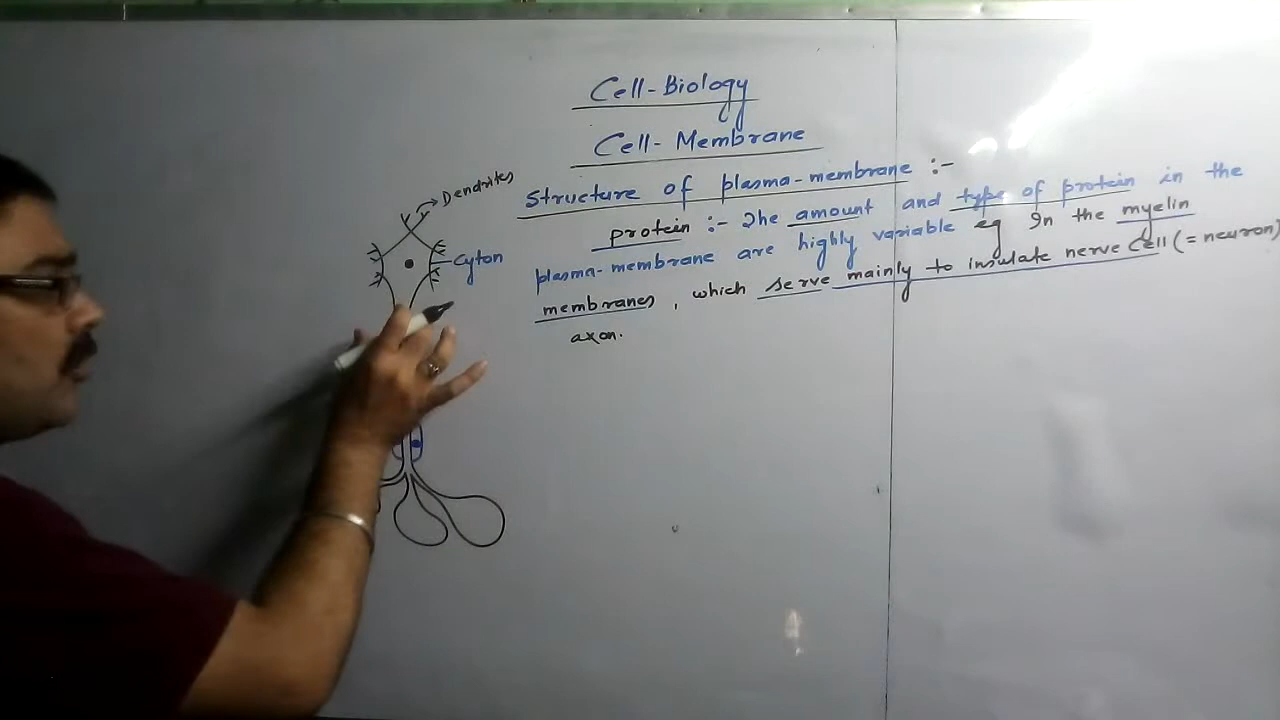 Cell-Biology
Cell-Membrane
Structure of plasma-membrane :-
protein :- The amount and type of protein in the
plasma-membrane are highly variable eg In the myelin
membranes, which serve mainly to insulate nerve cell (=neuron)
axon.
Dendrites
Cyton